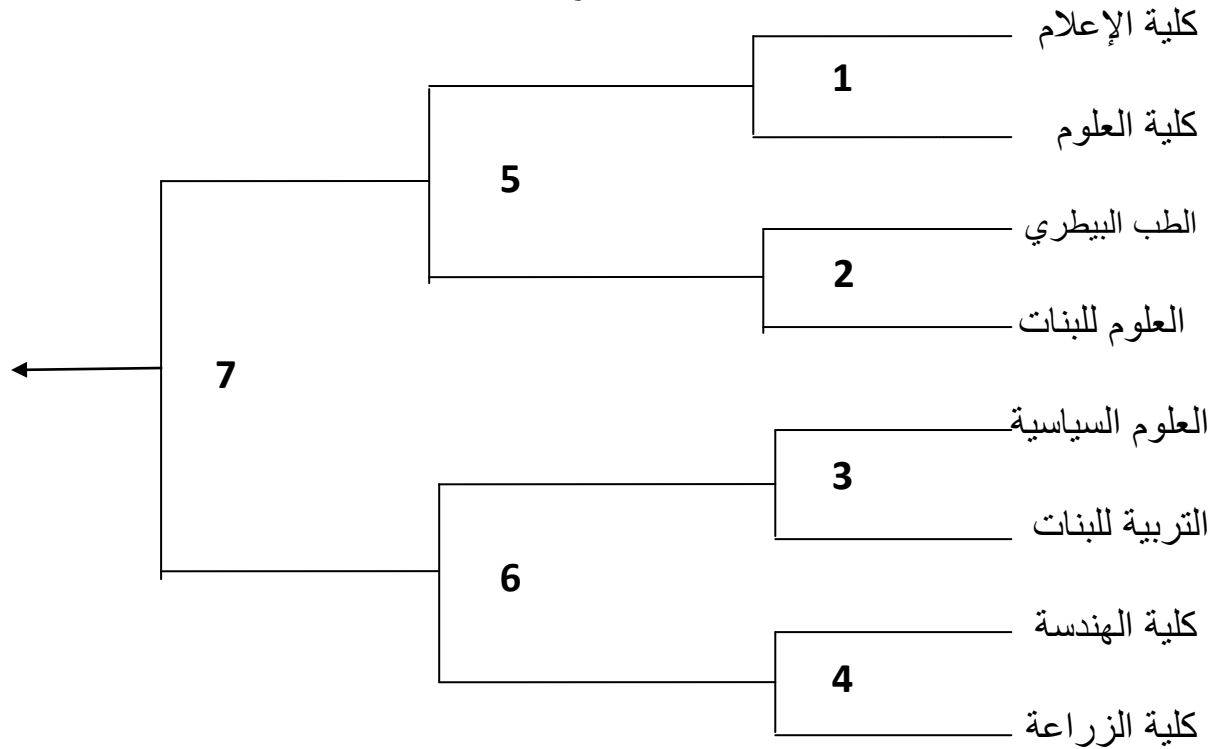 كلية الإعلام
1
كلية العلوم
5
الطب البيطري
2
العلوم للبنات
7
العلوم السياسية
3
التربية للبنات
6
كلية الهندسة
4
كلية الزراعة